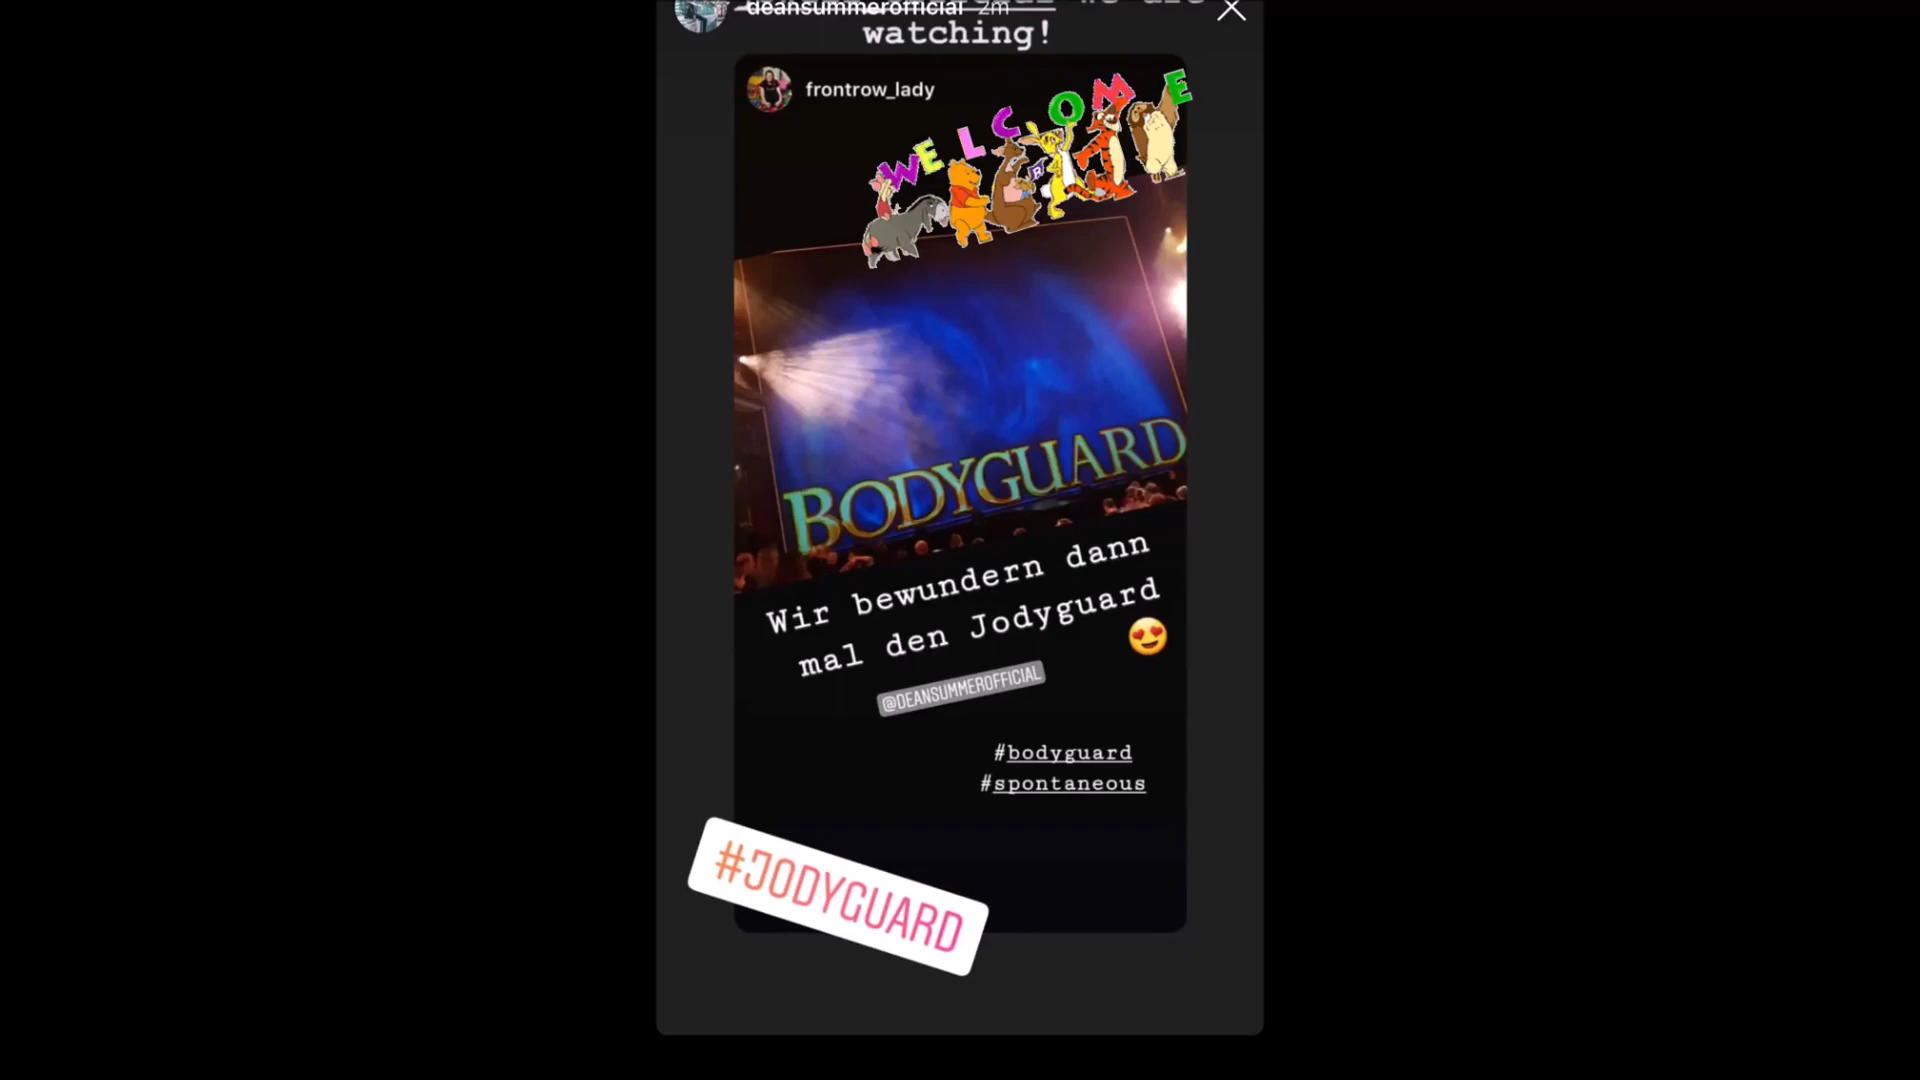 deansummerofficial 2m
watching!
frontrow_lady
WELCOME
R
BODYGUARD
Wir bewundern dann
mal den Jodyguard
@DEANSUMMEROFFICIAL
#bodyguard
#spontaneous
#JODYGUARD